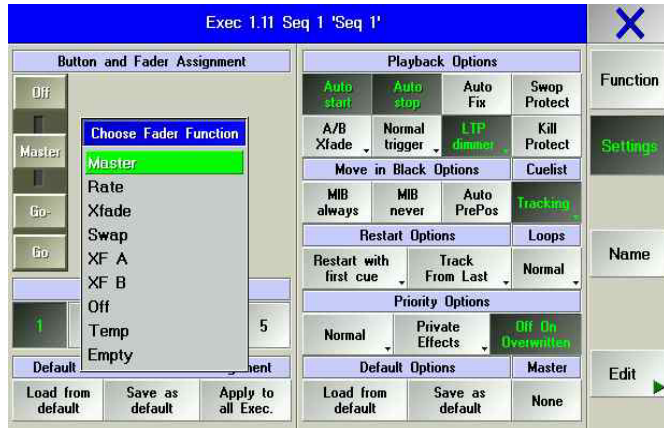 Exec 1.11 Seq 1 'Seq 1'
Button and Fader Assignment
Off
Master
Go-
Go
Choose Fader Function
Master
Rate
Xfade
Swap
XF A
XF B
Off
Temp
Empty
1
5
Default
Load from default
Save as default
Apply to all Exec.
Playback Options
Auto start
Auto stop
Auto Fix
Swop Protect
A/B Xfade
Normal trigger
LTP dimmer
Kill Protect
Move in Black Options
Cuelist
MIB always
MIB never
Auto PrePos
Tracking
Restart Options
Loops
Restart with first cue
Track From Last
Normal
Priority Options
Normal
Private Effects
Off On Overwritten
Default Options
Master
Load from default
Save as default
None
Function
Settings
Name
Edit